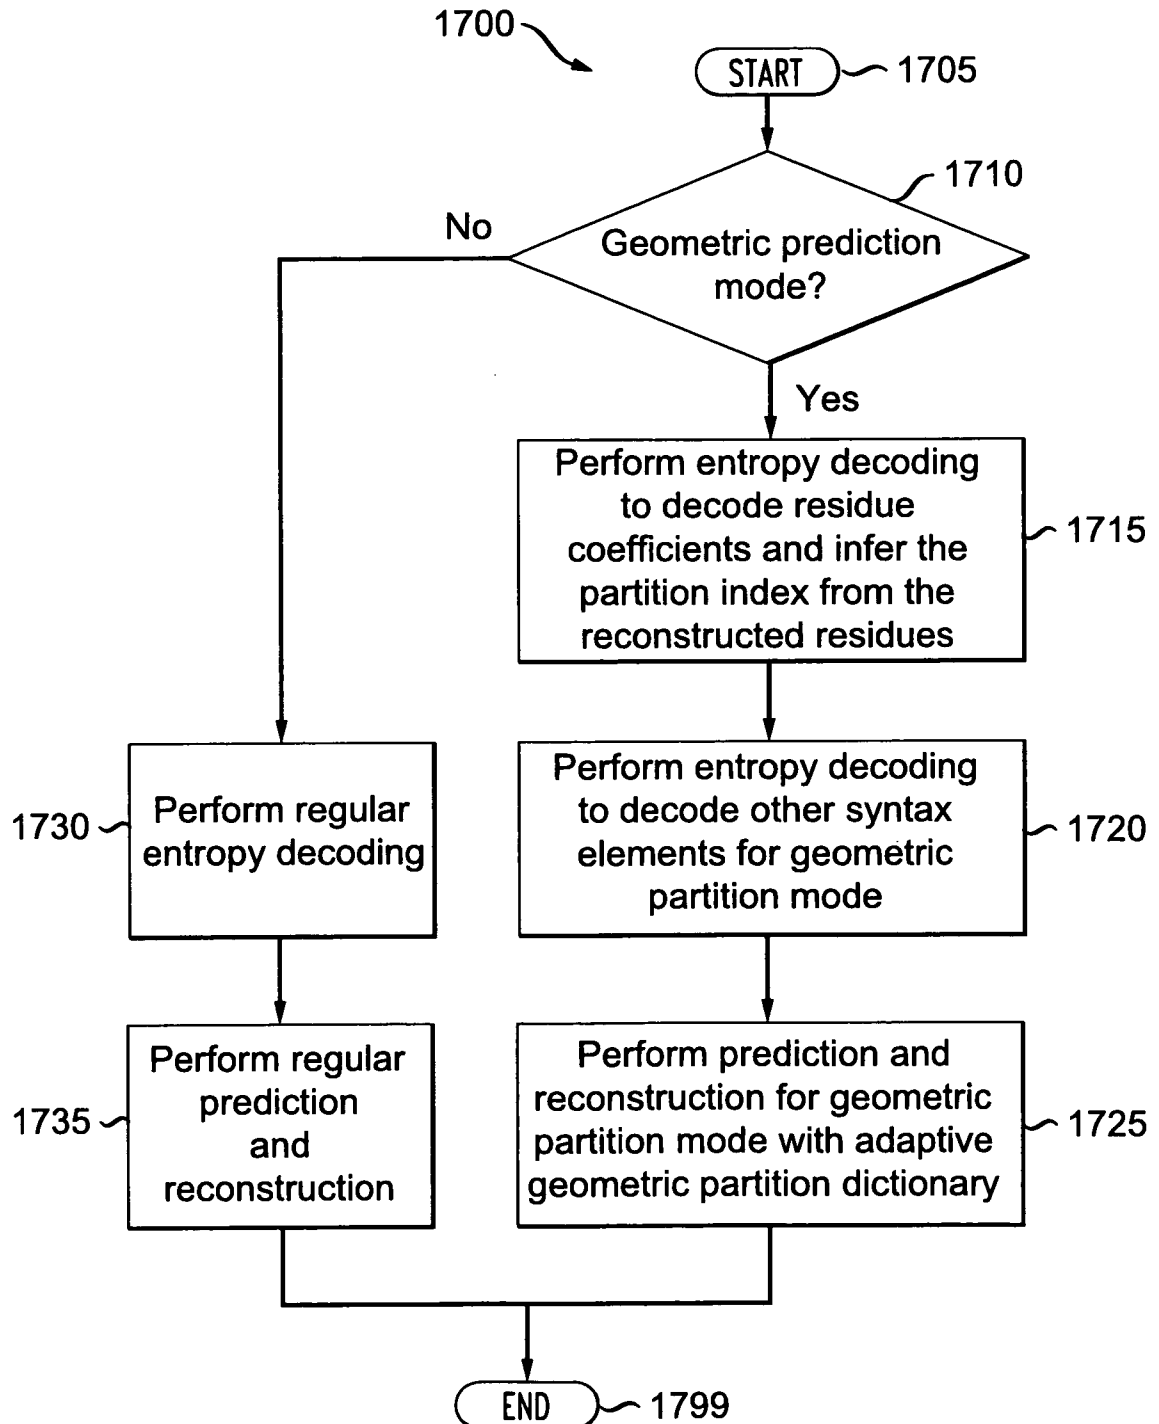 1700
START
1705
1710
Geometric prediction
mode?
No
Yes
Perform entropy decoding
to decode residue
coefficients and infer the
partition index from the
reconstructed residues
1715
Perform entropy decoding
to decode other syntax
elements for geometric
partition mode
1720
Perform regular
entropy decoding
1730
Perform prediction and
reconstruction for geometric
partition mode with adaptive
geometric partition dictionary
1725
Perform regular
prediction
and
reconstruction
1735
END
1799